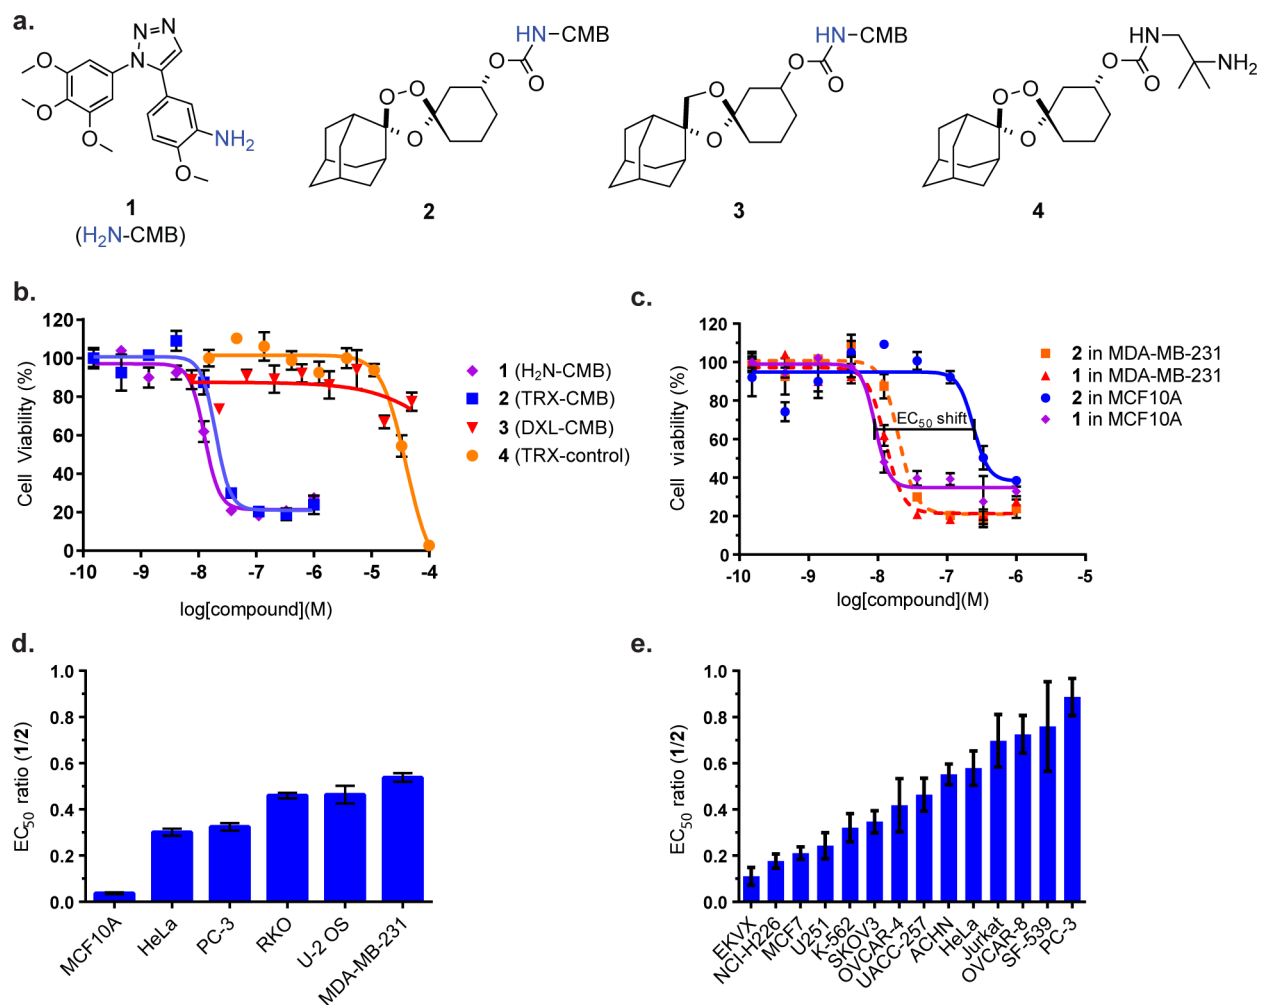 a.
N N
N
O
O
O
NH2
O
1
(H2N-CMB)
HN-CMB
O
O
O O
O
2
HN-CMB
O
O
O
O
3
HN
NH2
O
O
O O
O
4
b.
120
100
80
60
40
20
0
Cell Viability (%)
-10 -9 -8 -7 -6 -5 -4
log[compound](M)
1 (H2N-CMB)
2 (TRX-CMB)
3 (DXL-CMB)
4 (TRX-control)
c.
120
100
80
60
40
20
0
Cell viability (%)
EC50 shift
-10 -9 -8 -7 -6 -5
log[compound](M)
2 in MDA-MB-231
1 in MDA-MB-231
2 in MCF10A
1 in MCF10A
d.
1.0
0.8
0.6
0.4
0.2
0.0
EC50 ratio (1/2)
MCF10A
HeLa
PC-3
RKO
U-2 OS
MDA-MB-231
e.
1.0
0.8
0.6
0.4
0.2
0.0
EC50 ratio (1/2)
EKVX
NCI-H226
MCF7
U251
K-562
SKOV3
OVCAR-4
UACC-257
ACHN
HeLa
Jurkat
OVCAR-8
SF-539
PC-3